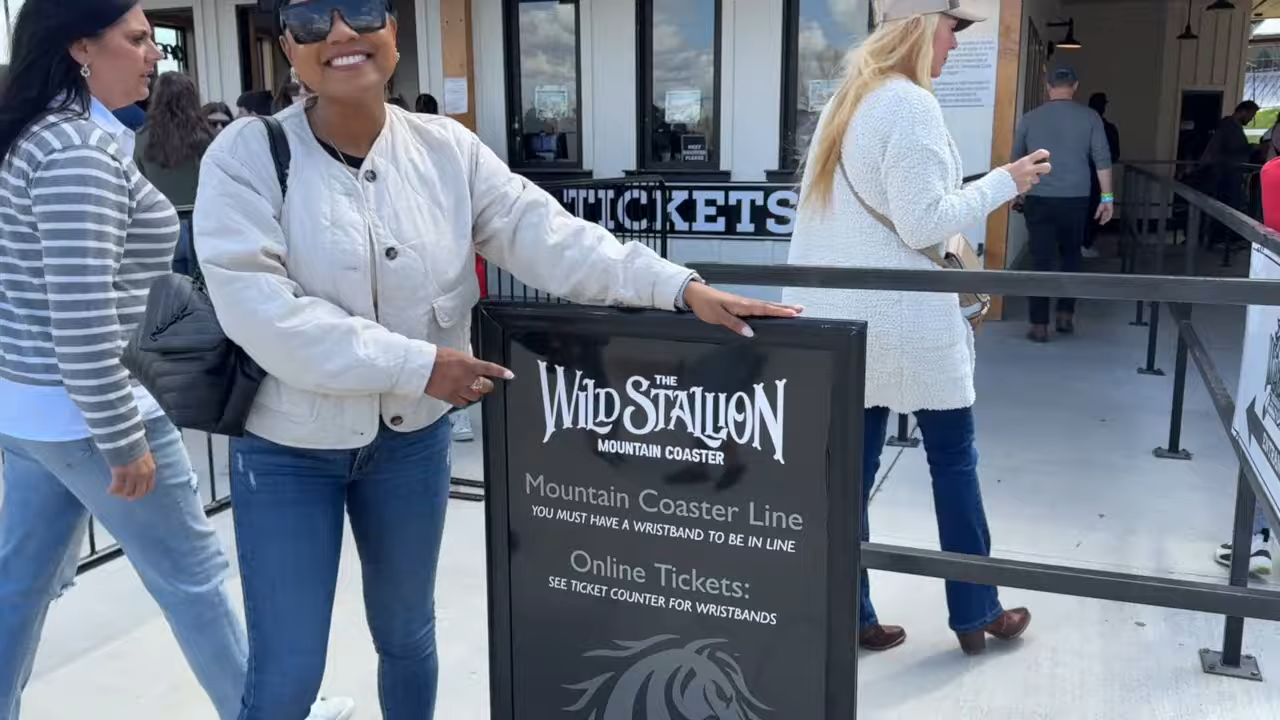 TICKETS
THE
WILD STALLION
MOUNTAIN COASTER
Mountain Coaster Line
YOU MUST HAVE A WRISTBAND TO BE IN LINE
Online Tickets:
SEE TICKET COUNTER FOR WRISTBANDS